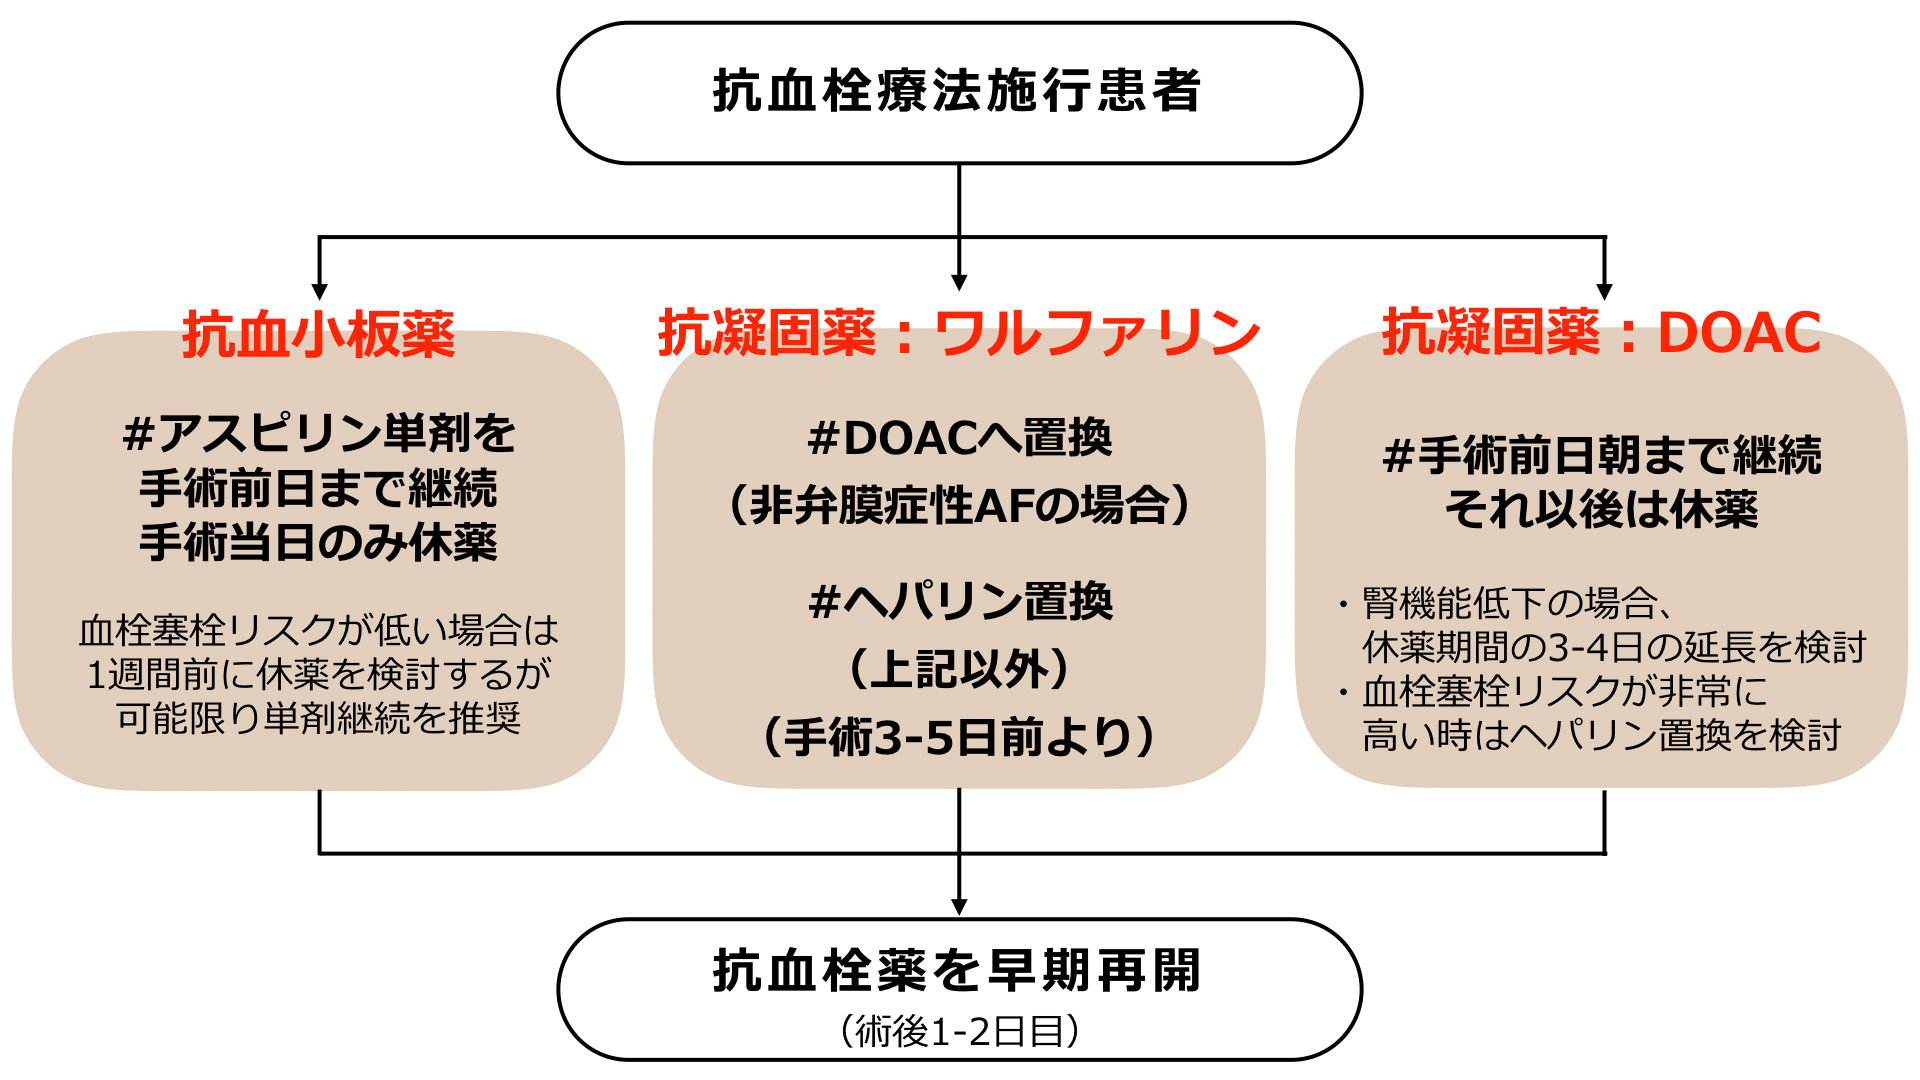 抗血栓療法施行患者
抗血小板薬
#アスピリン単剤を
手術前日まで継続
手術当日のみ休薬
血栓塞栓リスクが低い場合は
1週間前に休薬を検討するが
可能限り単剤継続を推奨
抗凝固薬：ワルファリン
#DOACへ置換
（非弁膜症性AFの場合）
#ヘパリン置換
（上記以外）
（手術3-5日前より）
抗凝固薬：DOAC
#手術前日朝まで継続
それ以後は休薬
・腎機能低下の場合、
休薬期間の3-4日の延長を検討
・血栓塞栓リスクが非常に
高い時はヘパリン置換を検討
抗血栓薬を早期再開
（術後1-2日目）